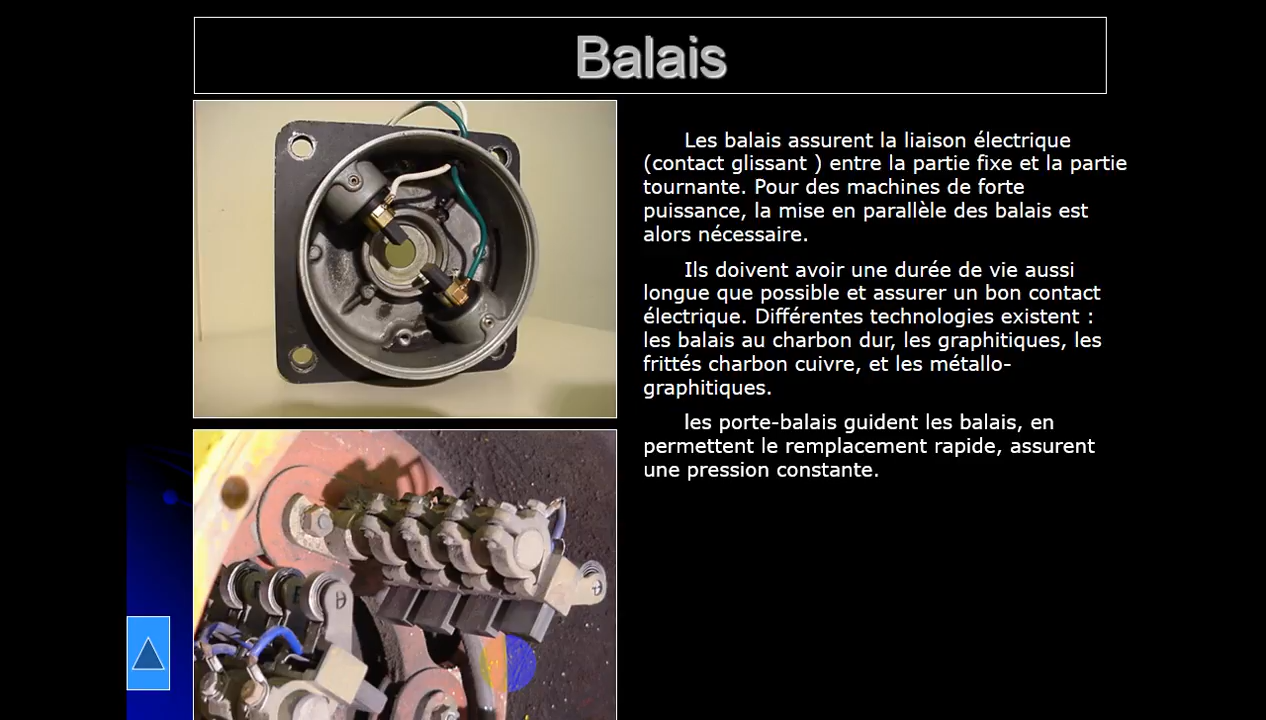 Balais
Les balais assurent la liaison électrique
(contact glissant ) entre la partie fixe et la partie
tournante. Pour des machines de forte
puissance, la mise en parallèle des balais est
alors nécessaire.
Ils doivent avoir une durée de vie aussi
longue que possible et assurer un bon contact
électrique. Différentes technologies existent :
les balais au charbon dur, les graphitiques, les
frittés charbon cuivre, et les métallo-
graphitiques.
les porte-balais guident les balais, en
permettent le remplacement rapide, assurent
une pression constante.